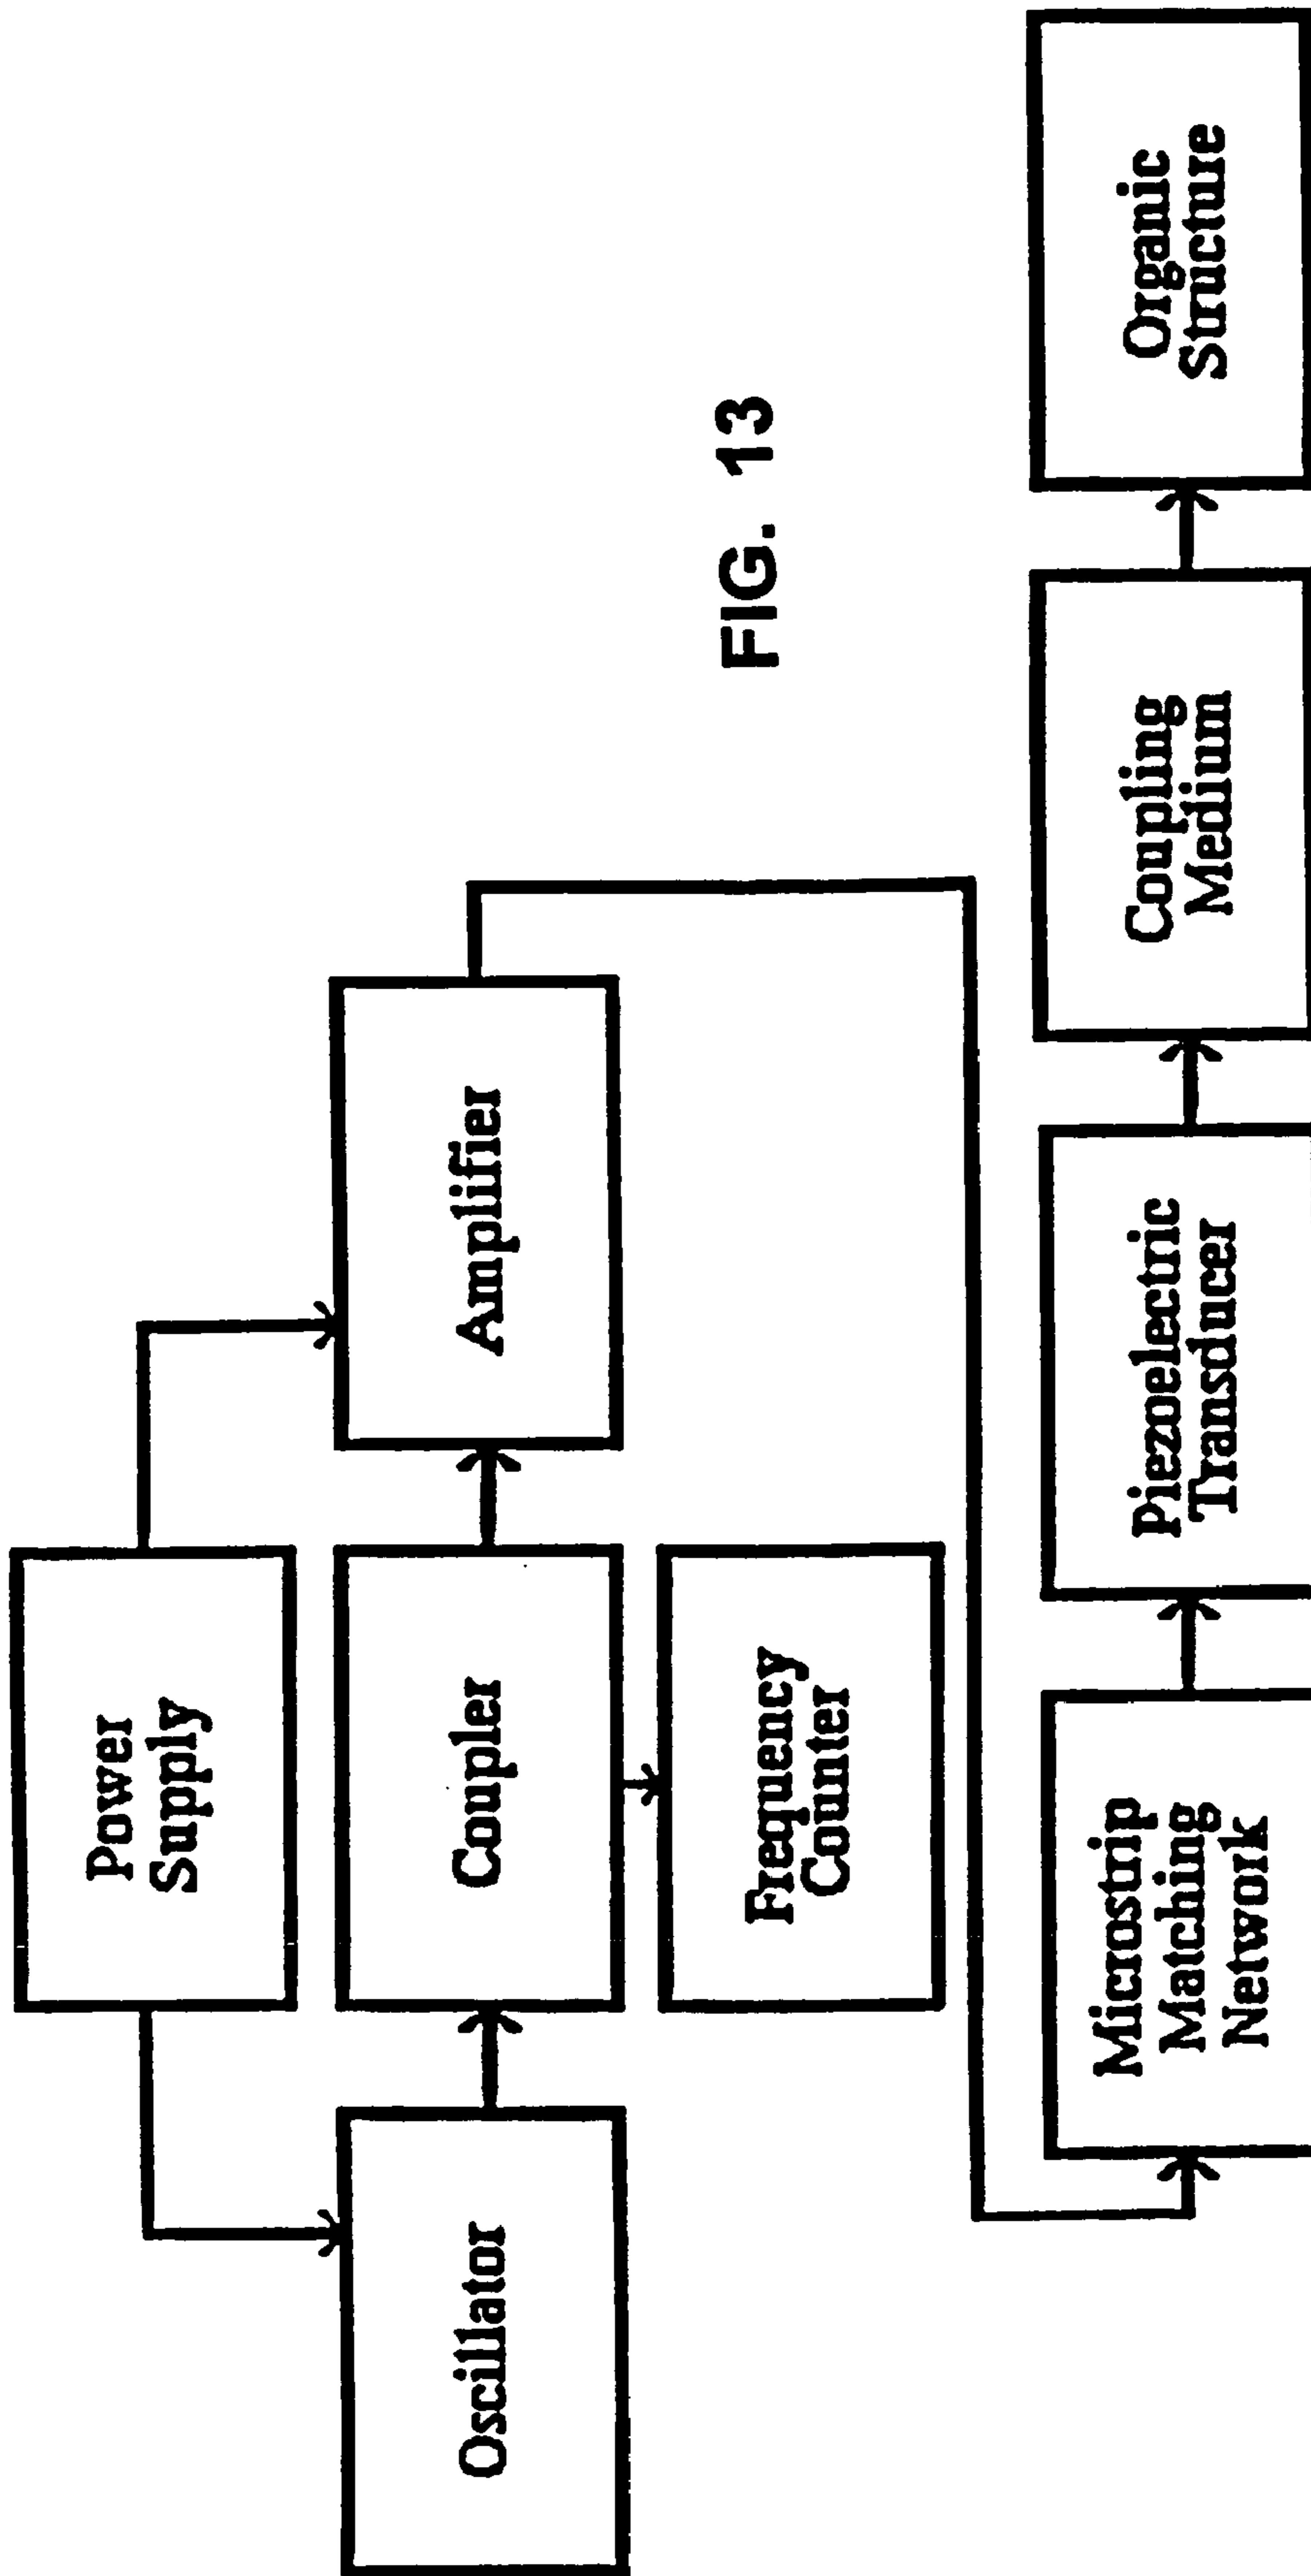 Power
Supply
Oscillator
Coupler
Amplifier
Frequency
Counter
FIG. 13
Microstrip
Matching
Network
Piezoelectric
Transducer
Coupling
Medium
Organic
Structure